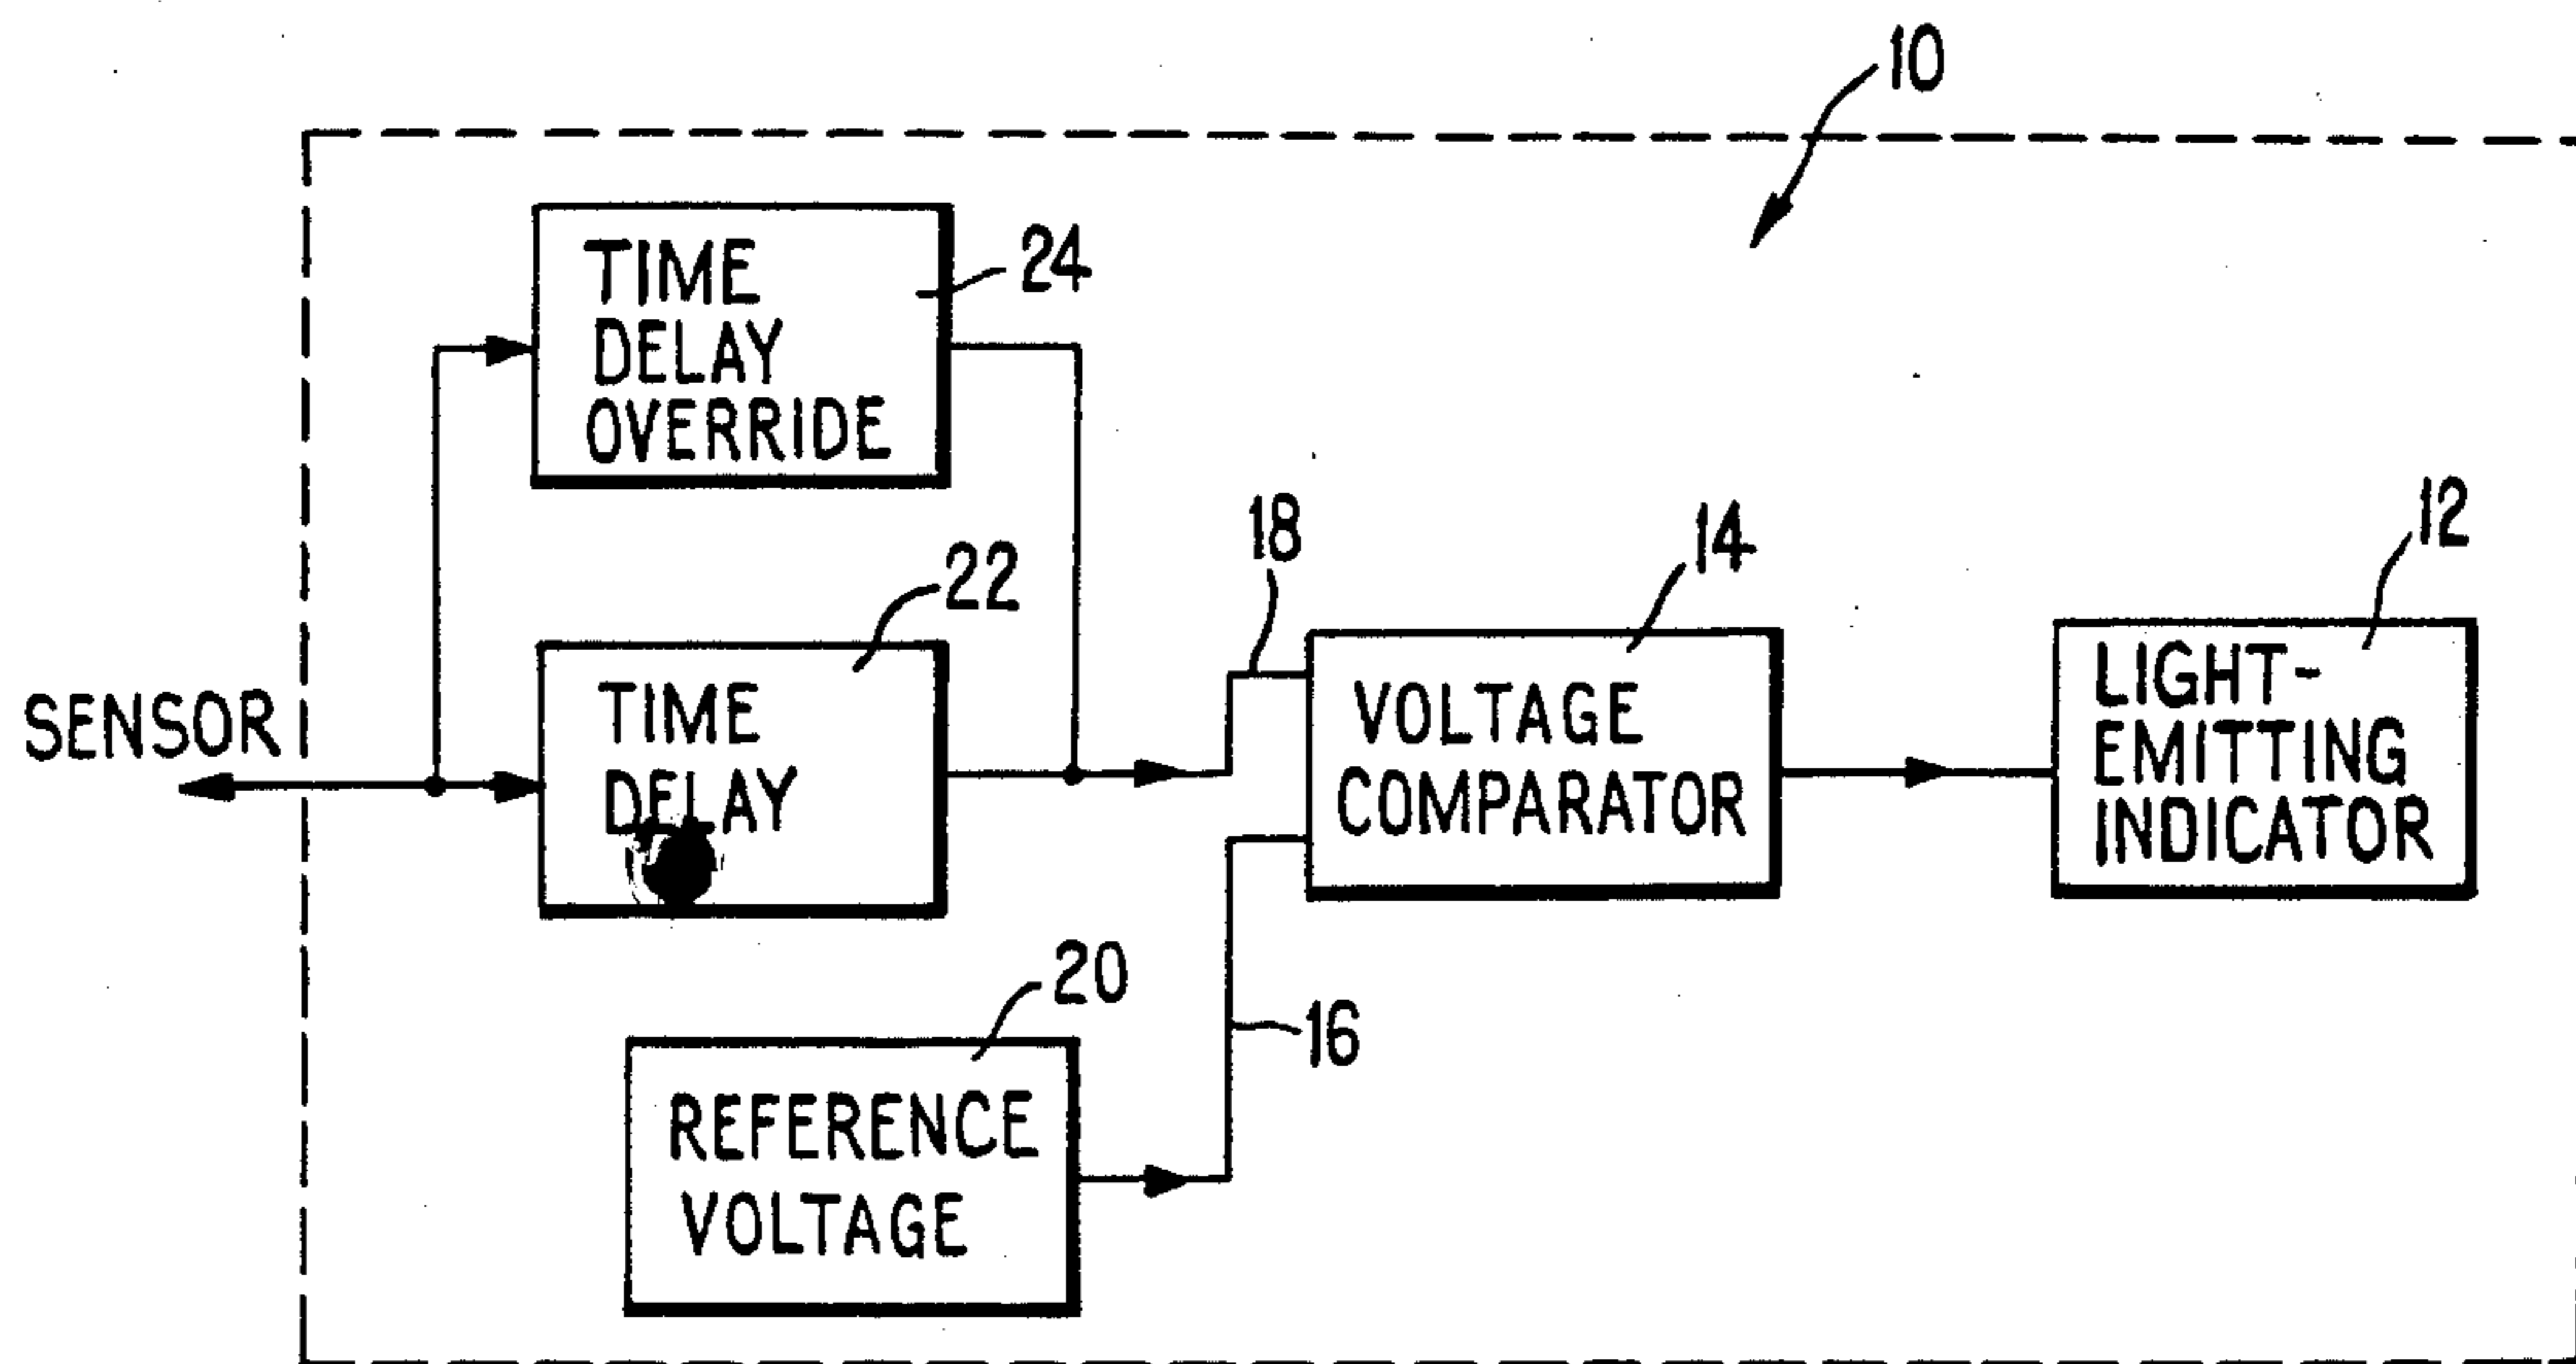 10
TIME
DELAY
OVERRIDE
24
18
14
12
22
SENSOR
TIME
DELAY
VOLTAGE
COMPARATOR
LIGHT-
EMITTING
INDICATOR
20
16
REFERENCE
VOLTAGE